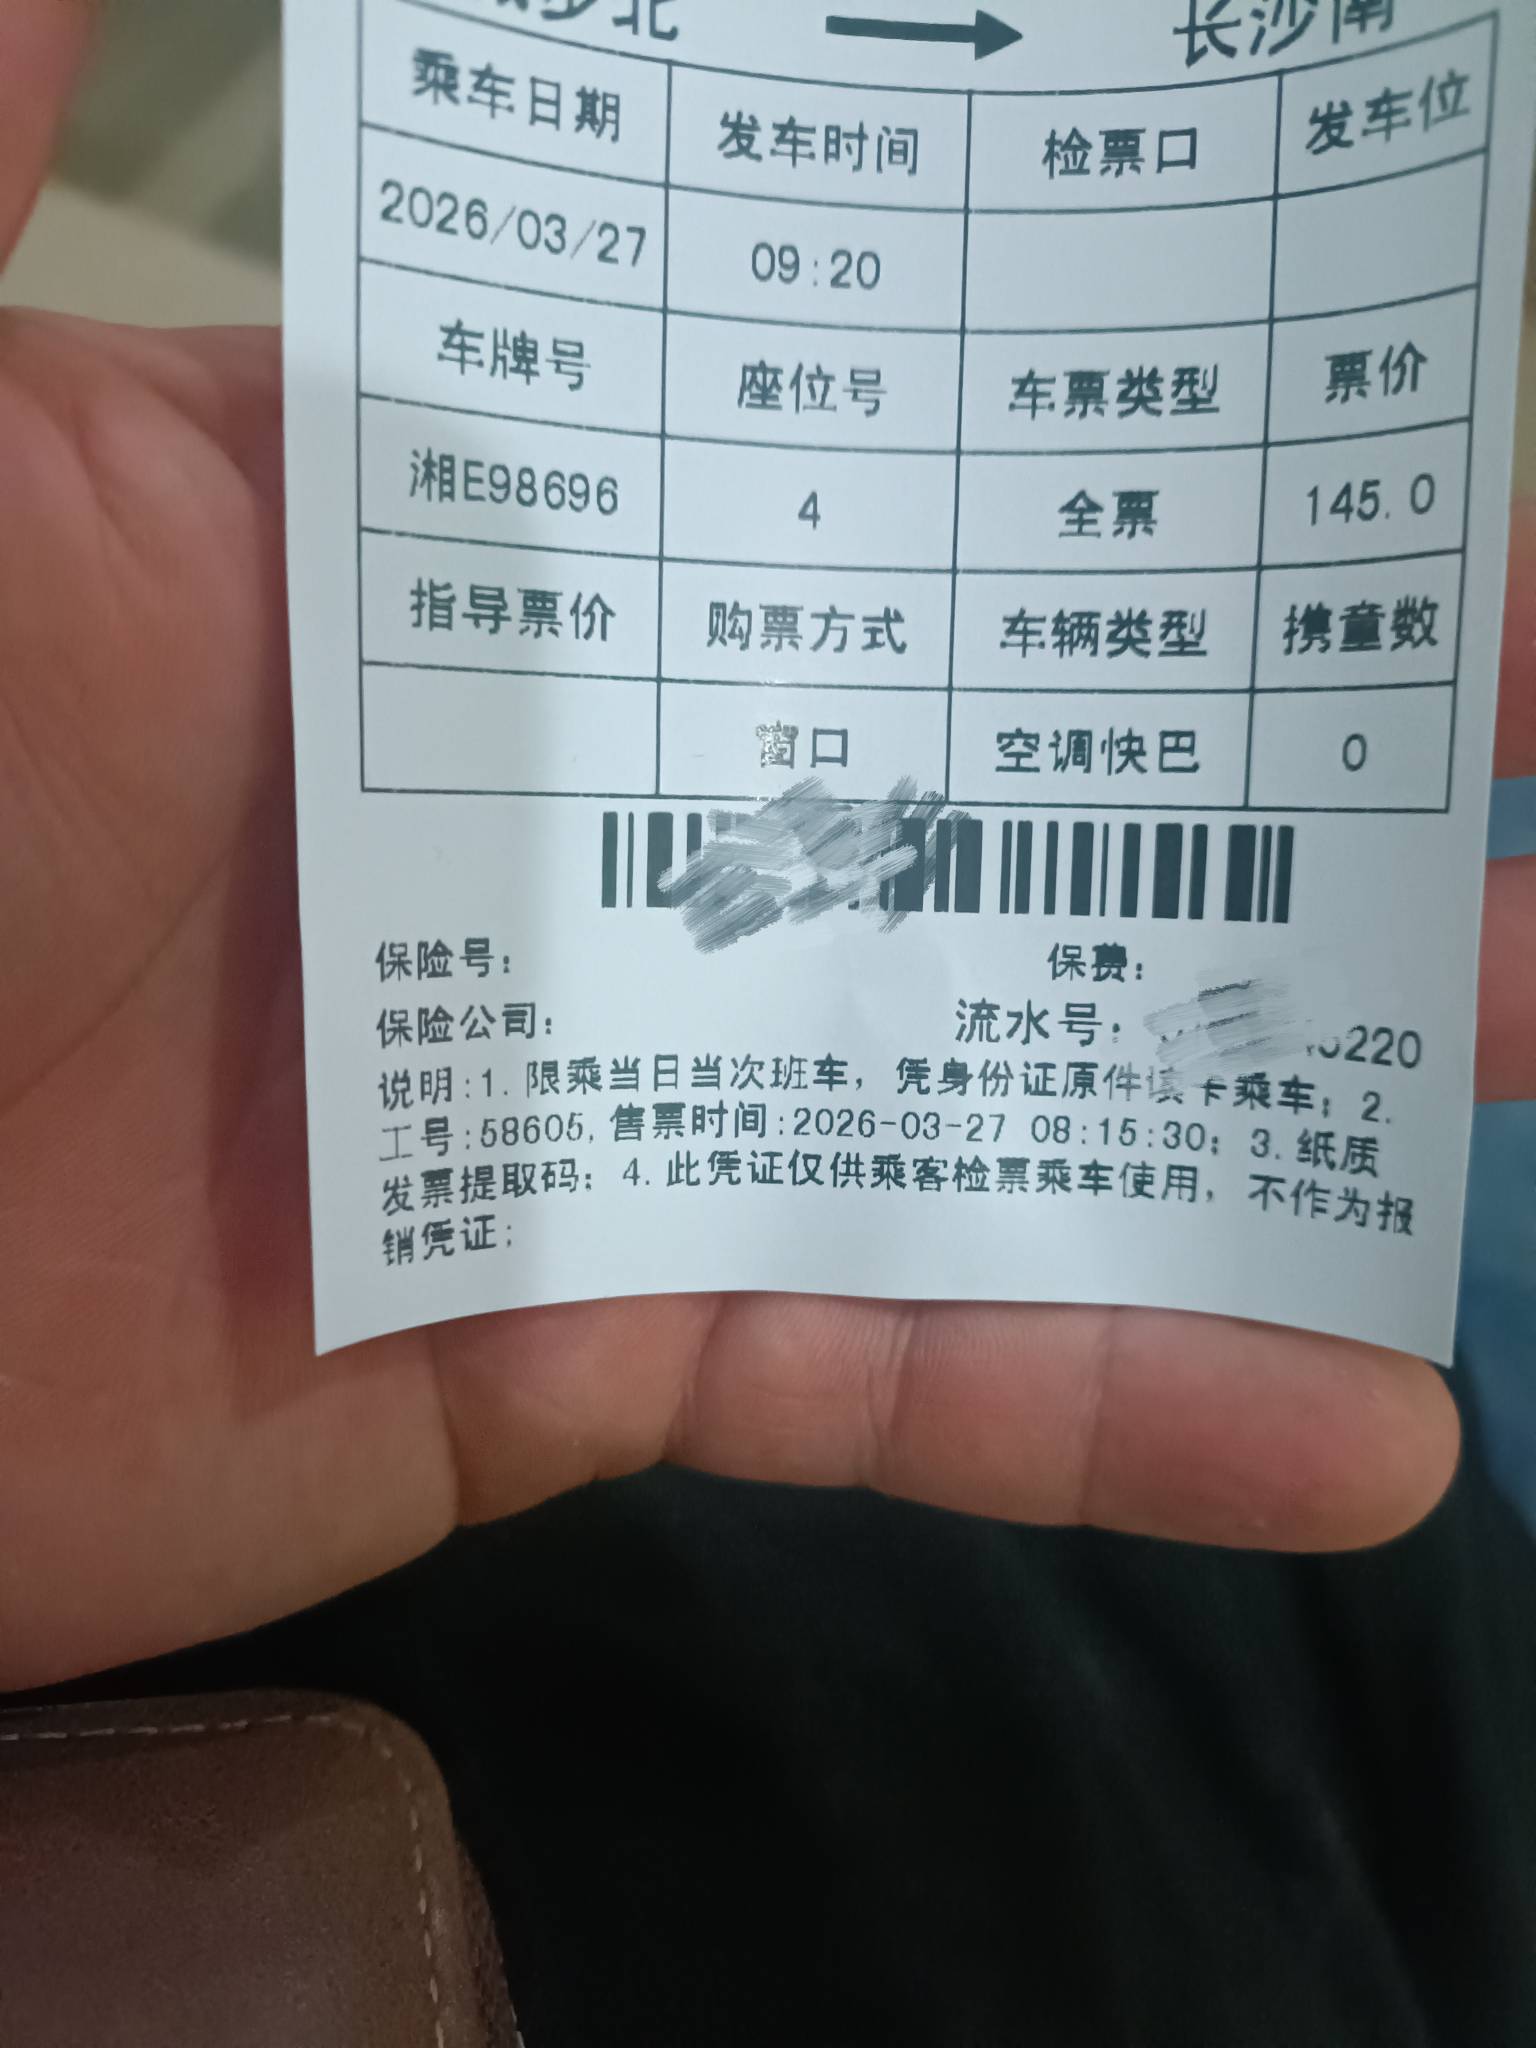 步北 → 长沙南
乘车日期 发车时间 检票口 发车位
2026/03/27 09:20
车牌号 座位号 车票类型 票价
湘E98696 4 全票 145.0
指导票价 购票方式 车辆类型 携童数
窗口 空调快巴 0
保险号: 保费:
保险公司: 流水号: 220
说明:1. 限乘当日当次班车, 凭身份证原件 卡乘车; 2.
工号:58605, 售票时间:2026-03-27 08:15:30; 3. 纸质
发票提取码; 4. 此凭证仅供乘客检票乘车使用, 不作为报
销凭证;